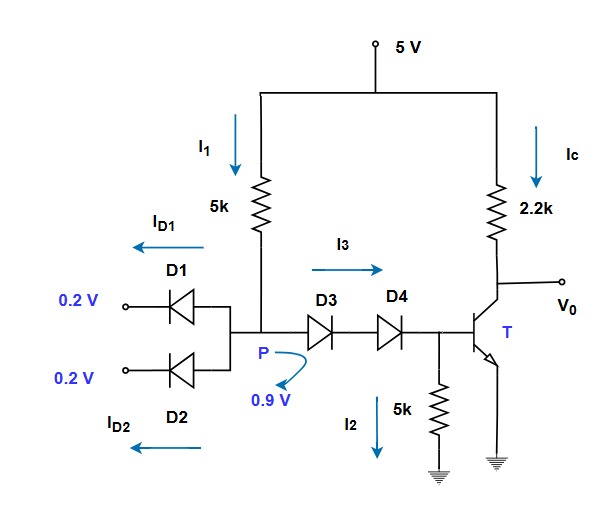 5 V
I1
Ic
5k
2.2k
ID1
I3
D1
D3
D4
0.2 V
V0
T
P
0.2 V
0.9 V
D2
ID2
I2
5k